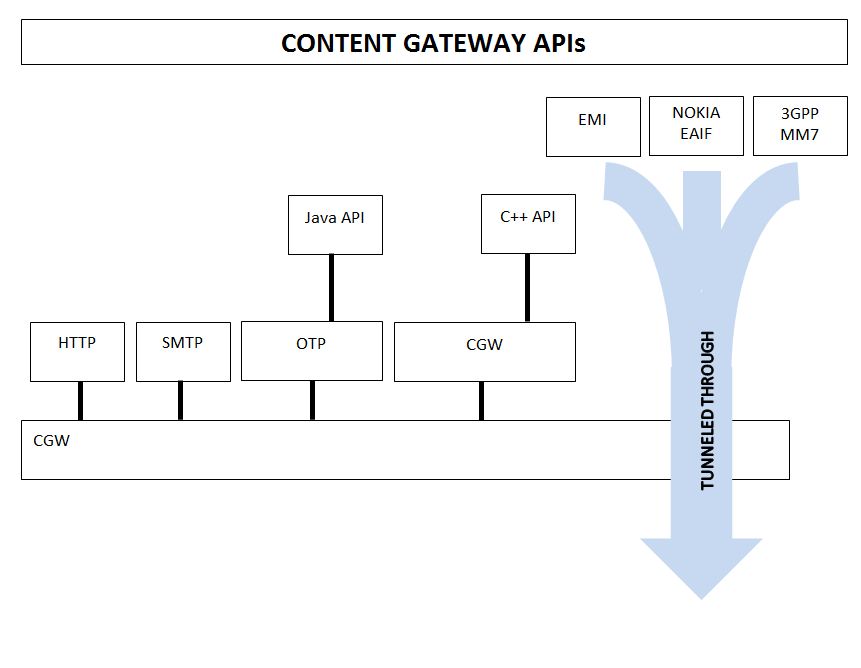 CONTENT GATEWAY APIs
EMI
NOKIA
EAIF
3GPP
MM7
Java API
C++ API
HTTP
SMTP
OTP
CGW
CGW
TUNNELED THROUGH